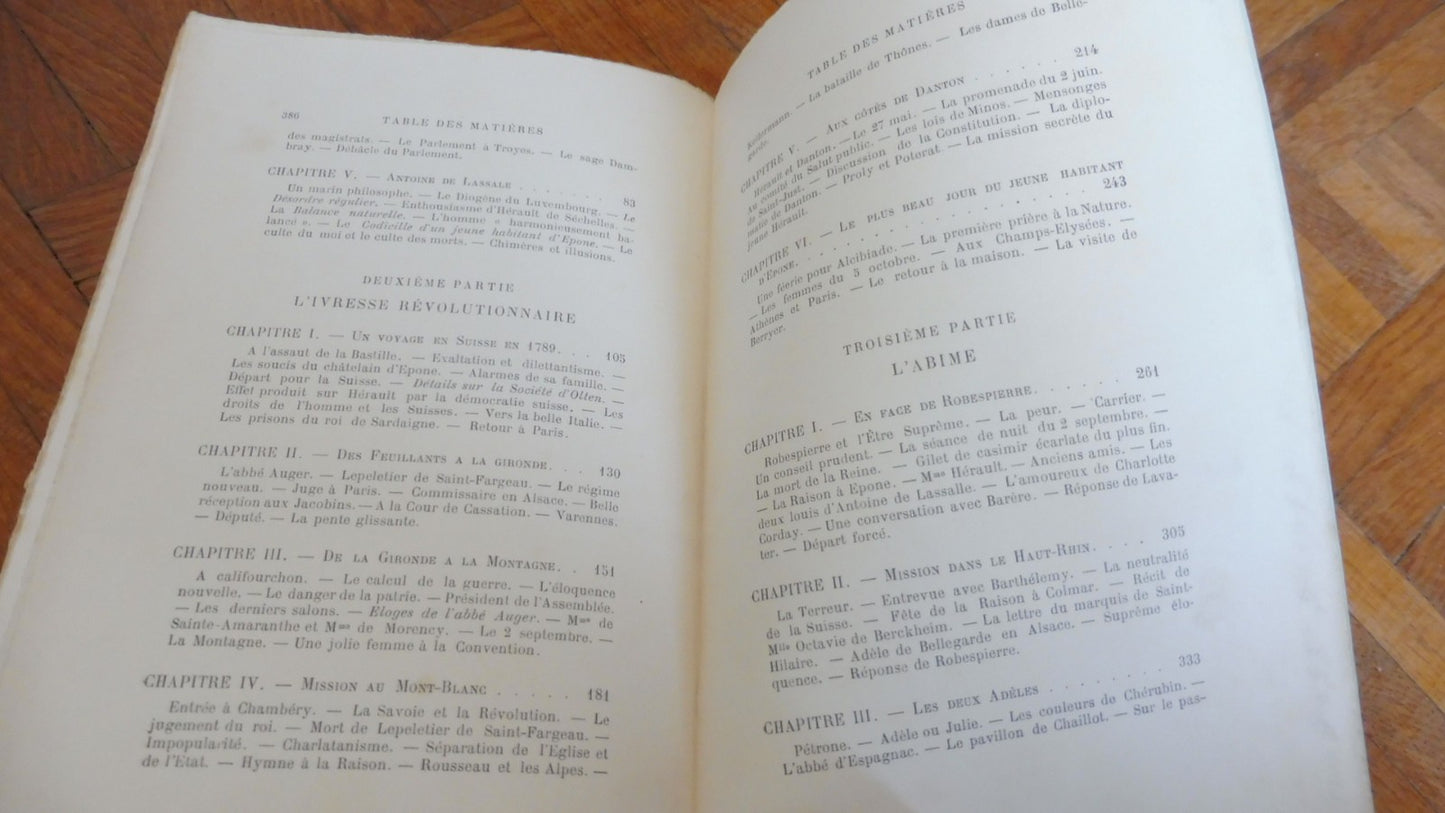 386
TABLE DES MATIÈRES
des magistrats. — Le Parlement à Troyes. — Le sage Dam-
bray. — Débâcle du Parlement.
CHAPITRE V. — Antoine de Lassale . . . . . . . . 83
Un marin philosophe. — Le Diogène du Luxembourg. — Le
Désordre régulier. — Enthousiasme d'Hérault de Séchelles. —
La Balance naturelle. — L'homme « harmonieusement ba-
lancé ». — Le Codicille d'un jeune habitant d'Epone. — Le
culte du moi et le culte des morts. — Chimères et illusions.
DEUXIÈME PARTIE
L'IVRESSE RÉVOLUTIONNAIRE
CHAPITRE I. — Un voyage en Suisse en 1789. . . 105
A l'assaut de la Bastille. — Exaltation et dilettantisme. —
Les soucis du châtelain d'Epone. — Alarmes de sa famille. —
Départ pour la Suisse. — Détails sur la Société d'Olten. —
Effet produit sur Hérault par la démocratie suisse. — Les
droits de l'homme et les Suisses. — Vers la belle Italie. —
Les prisons du roi de Sardaigne. — Retour à Paris.
CHAPITRE II. — Des Feuillants a la Gironde. . . 130
L'abbé Auger. — Lepeletier de Saint-Fargeau. — Le régime
nouveau. — Juge à Paris. — Commissaire en Alsace. — Belle
réception aux Jacobins. — A la Cour de Cassation. — Varennes.
— Député. — La pente glissante.
CHAPITRE III. — De la Gironde a la Montagne. . 151
A califourchon. — Le calcul de la guerre. — L'éloquence
nouvelle. — Le danger de la patrie. — Président de l'Assemblée.
— Les derniers salons. — Eloges de l'abbé Auger. — Mme de
Sainte-Amaranthe et Mme de Morency. — Le 2 septembre. —
La Montagne. — Une jolie femme à la Convention.
CHAPITRE IV. — Mission au Mont-Blanc . . . . . 181
Entrée à Chambéry. — La Savoie et la Révolution. — Le
jugement du roi. — Mort de Lepeletier de Saint-Fargeau. —
Impopularité. — Charlatanisme. — Séparation de l'Eglise et
de l'Etat. — Hymne à la Raison. — Rousseau et les Alpes. —
TABLE DES MATIÈRES
Kellermann. — La bataille de Thônes. — Les dames de Belle-
garde.
CHAPITRE V. — Aux côtés de Danton . . . . . . 214
Hérault et Danton. — Le 27 mai. — La promenade du 2 juin.
Au comité du Salut public. — Les lois de Minos. — Mensonges
de Saint-Just. — Discussion de la Constitution. — La diplo-
matie de Danton. — Proly et Poterat. — La mission secrète du
jeune Hérault.
CHAPITRE VI. — Le plus beau jour du jeune habitant
d'Epone. . . . . . . . . . . . . . . . . . 243
Une féerie pour Alcibiade. — La première prière à la Nature.
— Les femmes du 5 octobre. — Aux Champs-Elysées. —
Athènes et Paris. — Le retour à la maison. — La visite de
Berryer.
TROISIÈME PARTIE
L'ABIME
CHAPITRE I. — En face de Robespierre. . . . . . 261
Robespierre et l'Être Suprême. — La peur. — Carrier. —
Un conseil prudent. — La séance de nuit du 2 septembre. —
La mort de la Reine. — Gilet de casimir écarlate du plus fin.
— La Raison à Epone. — Mme Hérault. — Anciens amis. — Les
deux louis d'Antoine de Lassalle. — L'amoureux de Charlotte
Corday. — Une conversation avec Barère. — Réponse de Lava-
ter. — Départ forcé.
CHAPITRE II. — Mission dans le Haut-Rhin. . . . 305
La Terreur. — Entrevue avec Barthélemy. — La neutralité
de la Suisse. — Fête de la Raison à Colmar. — Récit de
Mlle Octavie de Berckheim. — La lettre du marquis de Saint-
Hilaire. — Adèle de Bellegarde en Alsace. — Suprême élo-
quence. — Réponse de Robespierre.
CHAPITRE III. — Les deux Adèles . . . . . . . . 333
Pétrone. — Adèle ou Julie. — Les couleurs de Chérubin. —
L'abbé d'Espagnac. — Le pavillon de Chaillot. — Sur le pas-